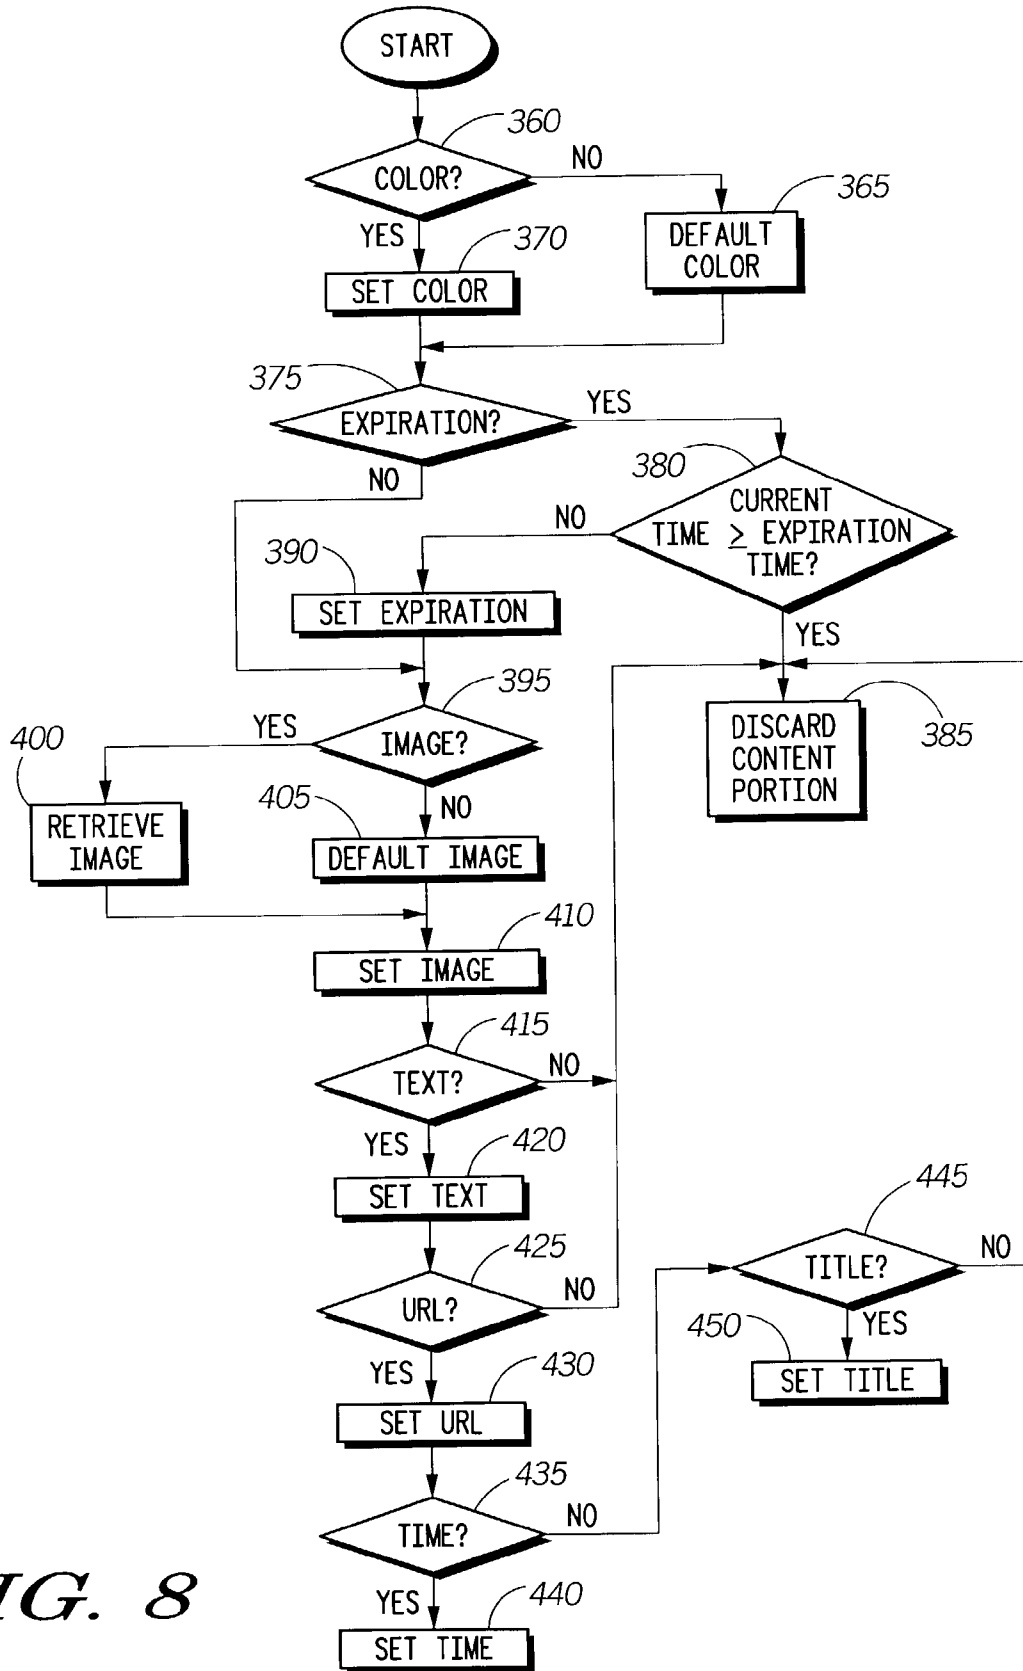 START
360
COLOR?
NO
365
YES
370
DEFAULT
COLOR
SET COLOR
375
EXPIRATION?
YES
NO
380
CURRENT
TIME ≥ EXPIRATION
TIME?
NO
390
SET EXPIRATION
YES
395
385
DISCARD
CONTENT
PORTION
YES
IMAGE?
400
NO
405
RETRIEVE
IMAGE
DEFAULT IMAGE
410
SET IMAGE
415
NO
TEXT?
YES
420
SET TEXT
445
425
NO
URL?
TITLE?
NO
YES
450
SET TITLE
YES
430
SET URL
435
NO
TIME?
YES
440
SET TIME
IG. 8